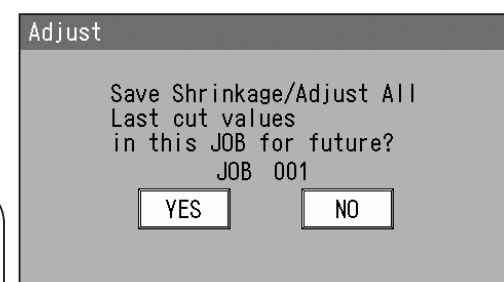 Adjust
Save Shrinkage/Adjust All
Last cut values
in this JOB for future?
JOB 001
YES NO